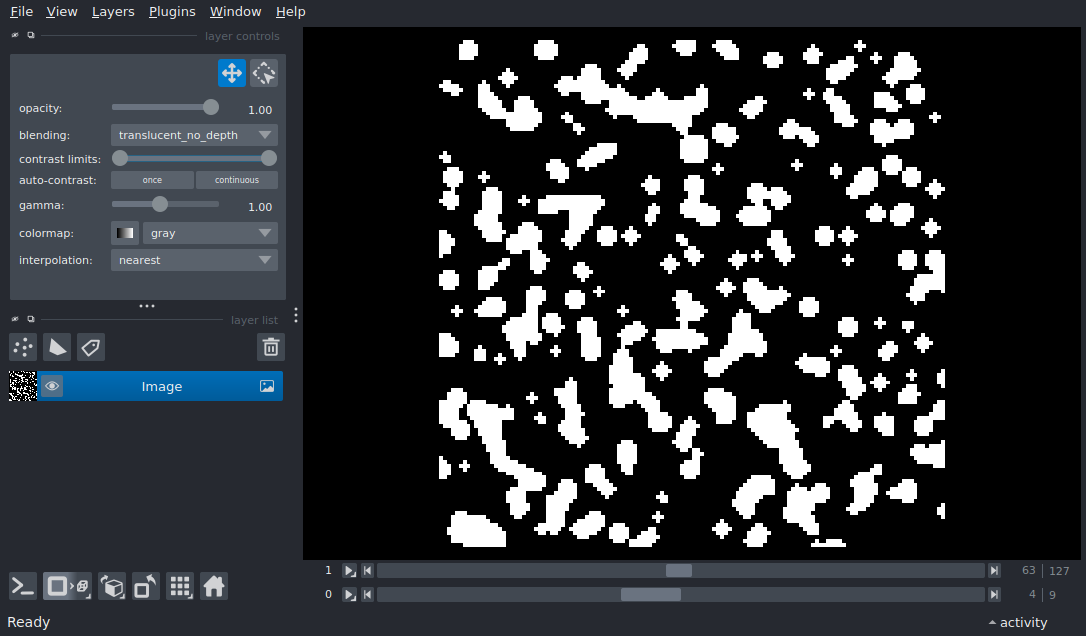 File View Layers Plugins Window Help
layer controls
opacity: 1.00
blending: translucent_no_depth
contrast limits:
auto-contrast: once continuous
gamma: 1.00
colormap: gray
interpolation: nearest
layer list
Image
1 63 127
0 4 9
Ready activity